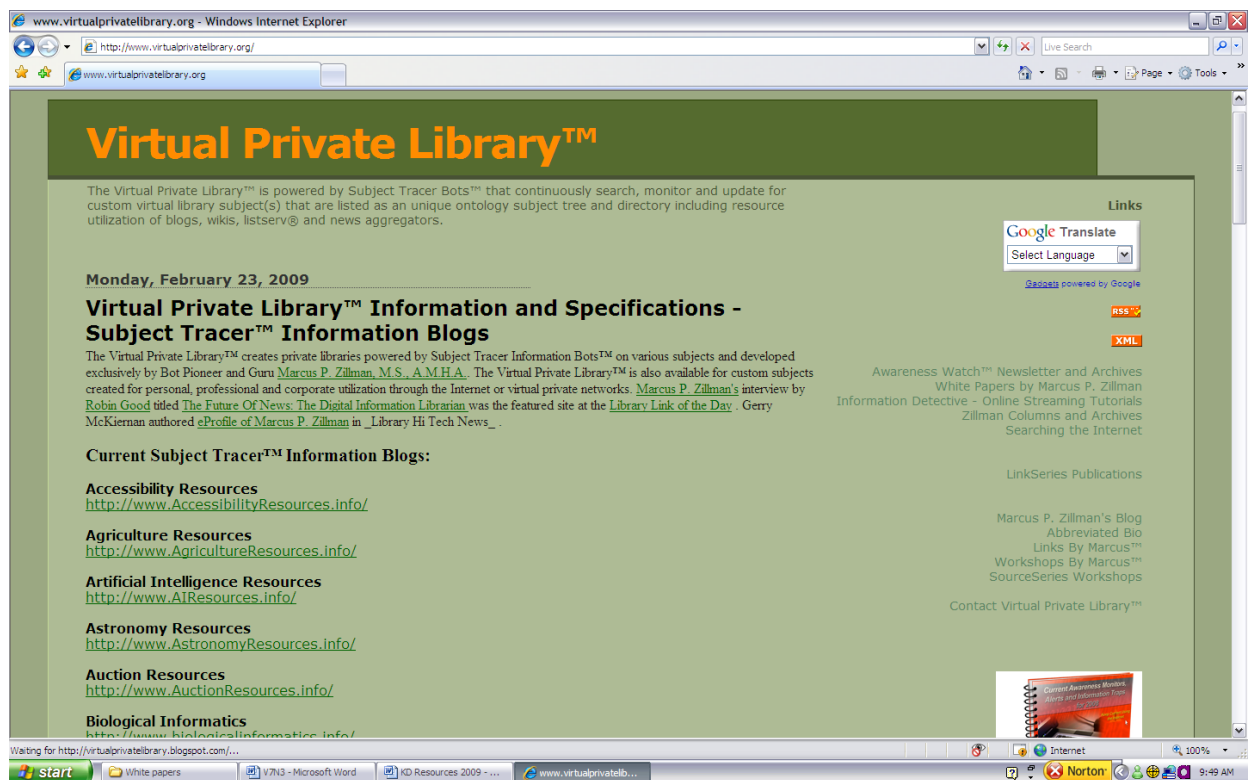 www.virtualprivatelibrary.org - Windows Internet Explorer
http://www.virtualprivatelibrary.org/
Live Search
www.virtualprivatelibrary.org
Page
Tools
Virtual Private Library™
The Virtual Private Library™ is powered by Subject Tracer Bots™ that continuously search, monitor and update for
custom virtual library subject(s) that are listed as an unique ontology subject tree and directory including resource
utilization of blogs, wikis, listserv® and news aggregators.
Monday, February 23, 2009
Virtual Private Library™ Information and Specifications -
Subject Tracer™ Information Blogs
The Virtual Private Library™ creates private libraries powered by Subject Tracer Information Bots™ on various subjects and developed
exclusively by Bot Pioneer and Guru Marcus P. Zillman, M.S., A.M.H.A.. The Virtual Private Library™ is also available for custom subjects
created for personal, professional and corporate utilization through the Internet or virtual private networks. Marcus P. Zillman's interview by
Robin Good titled The Future Of News: The Digital Information Librarian was the featured site at the Library Link of the Day . Gerry
McKiernan authored eProfile of Marcus P. Zillman in _Library Hi Tech News_ .
Current Subject Tracer™ Information Blogs:
Accessibility Resources
http://www.AccessibilityResources.info/
Agriculture Resources
http://www.AgricultureResources.info/
Artificial Intelligence Resources
http://www.AIResources.info/
Astronomy Resources
http://www.AstronomyResources.info/
Auction Resources
http://www.AuctionResources.info/
Biological Informatics
http://www.biologicalinformatics.info/
Links
Google Translate
Select Language
Gadgets powered by Google
RSS
XML
Awareness Watch™ Newsletter and Archives
White Papers by Marcus P. Zillman
Information Detective - Online Streaming Tutorials
Zillman Columns and Archives
Searching the Internet
LinkSeries Publications
Marcus P. Zillman's Blog
Abbreviated Bio
Links By Marcus™
Workshops By Marcus™
SourceSeries Workshops
Contact Virtual Private Library™
Current Awareness Monitors,
Alerts and Information Traps
Waiting for http://virtualprivatelibrary.blogspot.com/...
Internet
100%
start
White papers
V7N3 - Microsoft Word
KD Resources 2009 - ...
www.virtualprivatelib...
Norton
9:49 AM